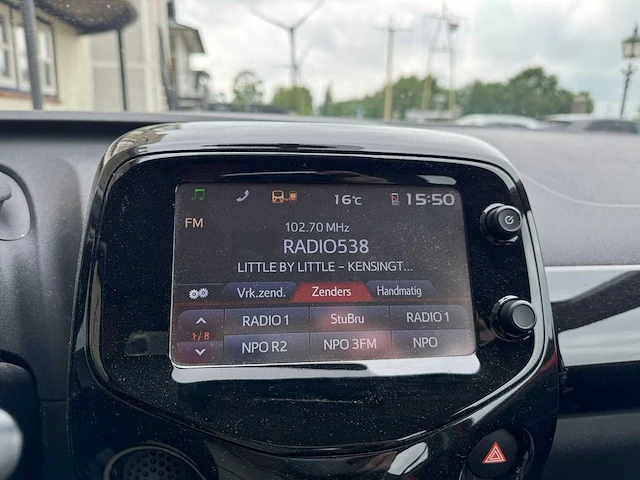 16°C 15:50
FM
102.70 MHz
RADIO538
LITTLE BY LITTLE - KENSINGT...
Vrk.zend. Zenders Handmatig
RADIO 1 StuBru RADIO 1
1/8
NPO R2 NPO 3FM NPO